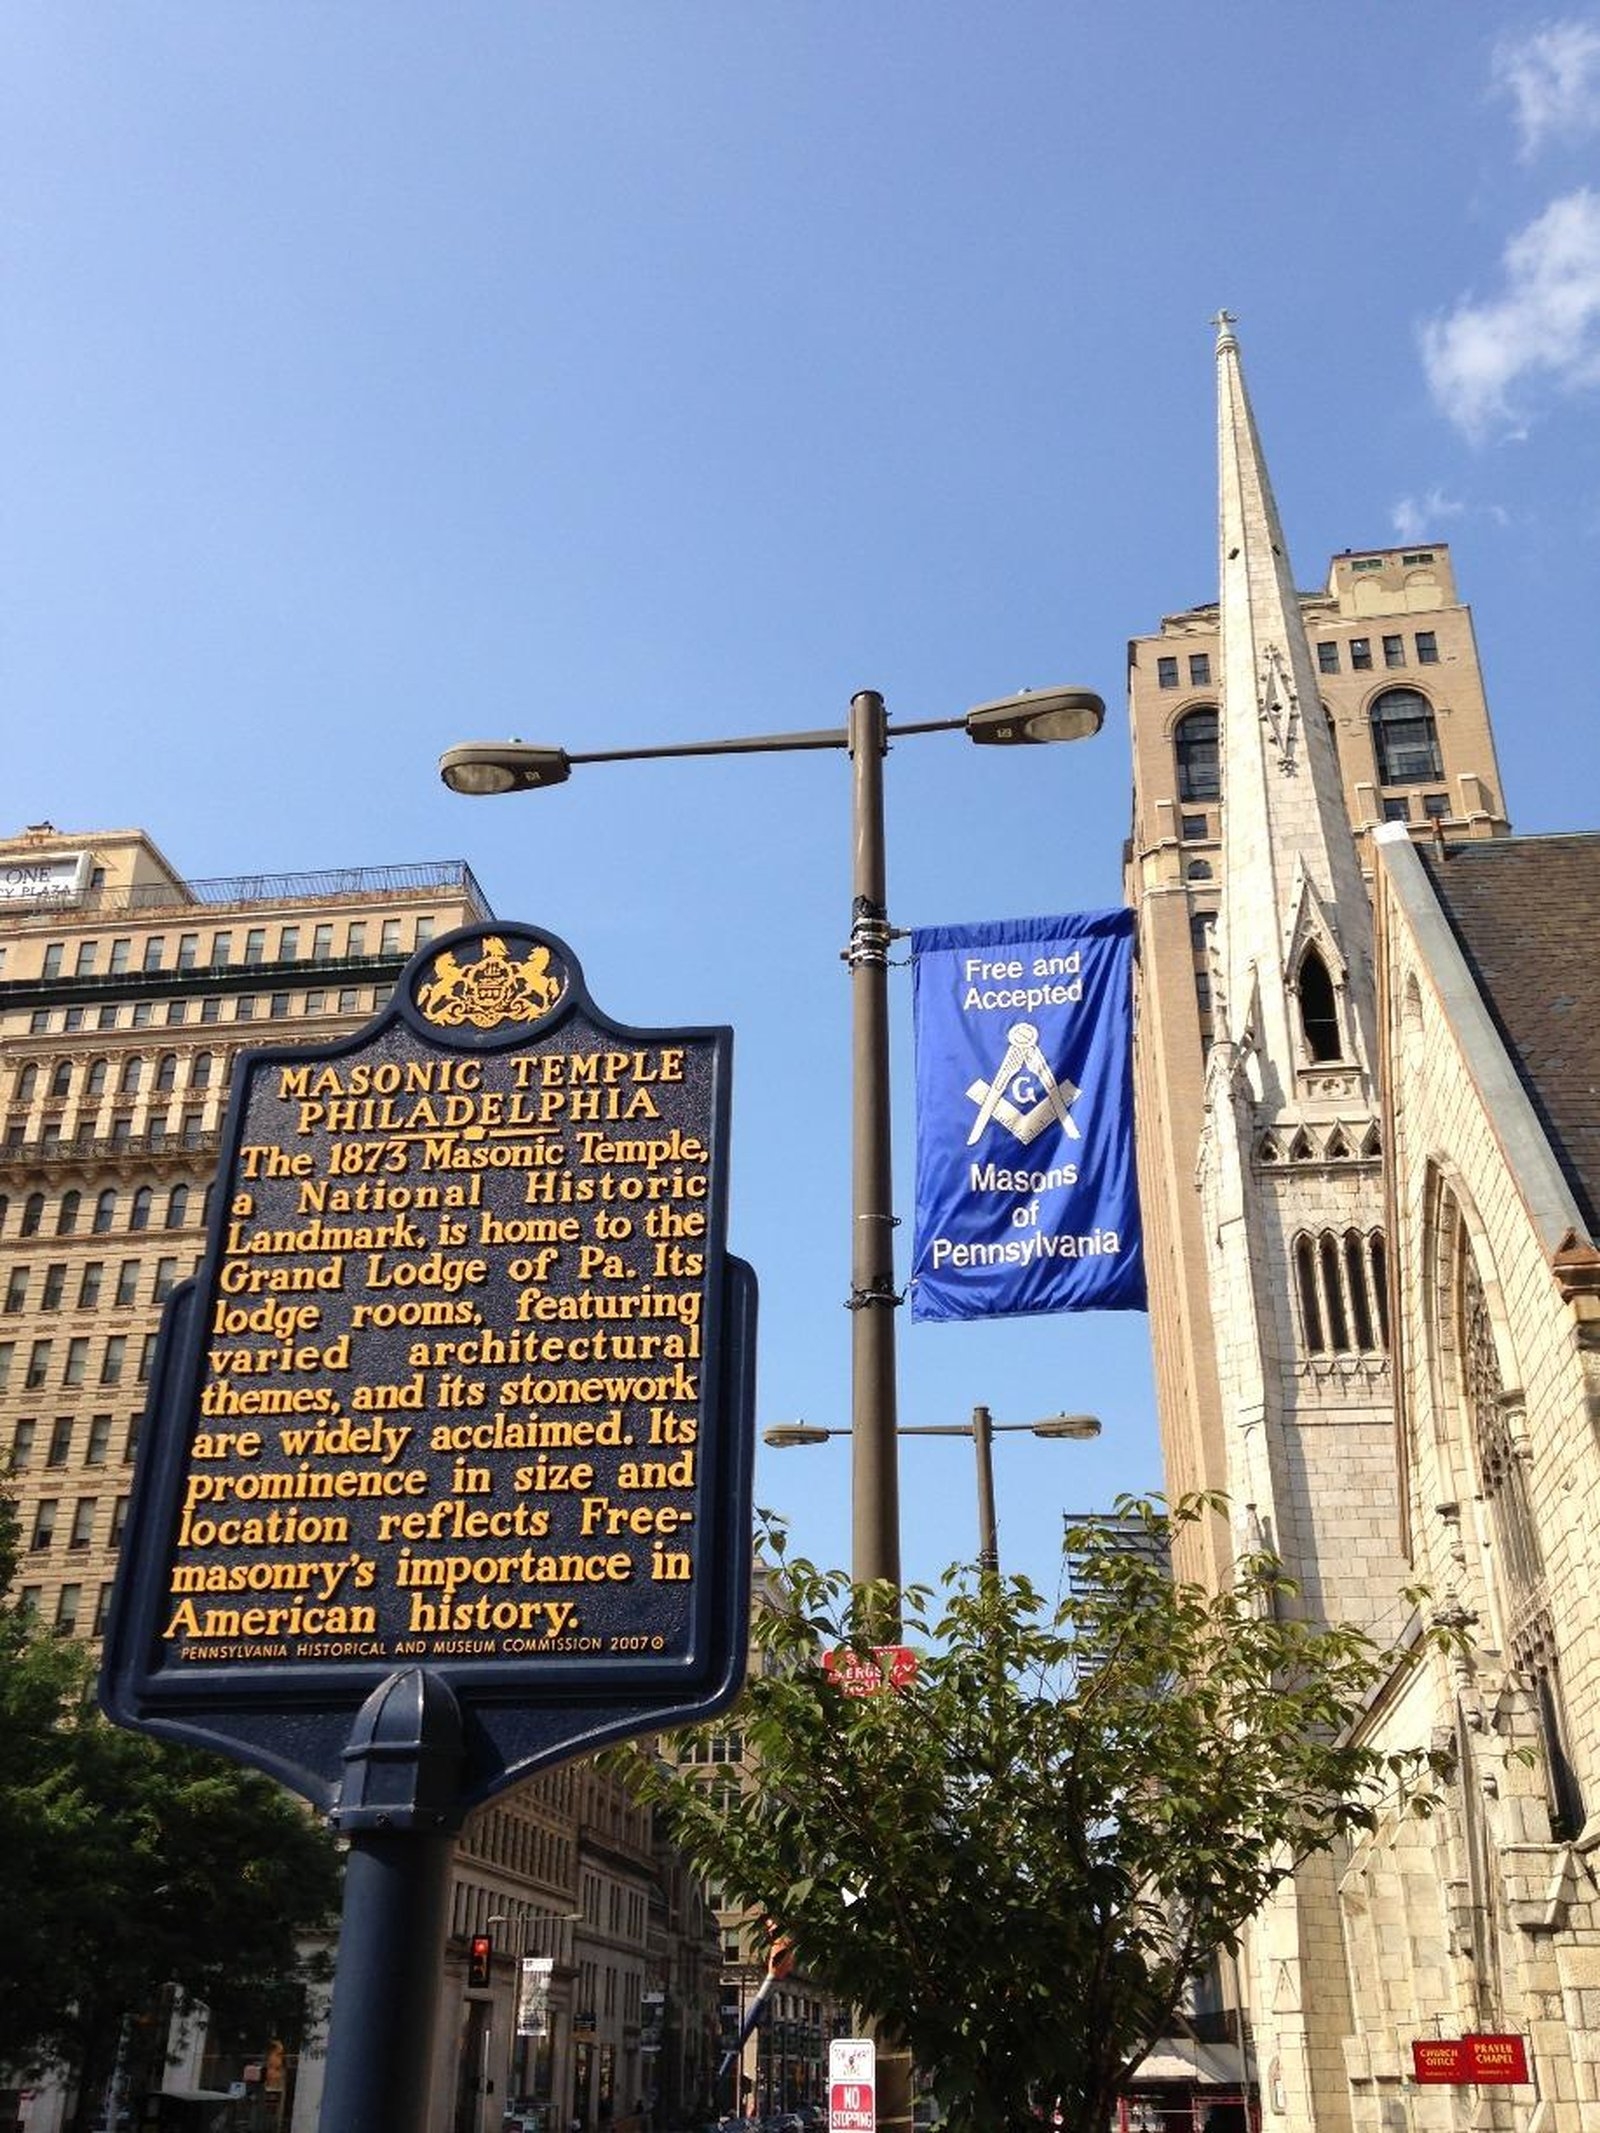 ONE
MASONIC TEMPLE
PHILADELPHIA
The 1873 Masonic Temple,
a National Historic
Landmark, is home to the
Grand Lodge of Pa. Its
lodge rooms, featuring
varied architectural
themes, and its stonework
are widely acclaimed. Its
prominence in size and
location reflects Free-
masonry's importance in
American history.
PENNSYLVANIA HISTORICAL AND MUSEUM COMMISSION 2007
Free and
Accepted
G
Masons
of
Pennsylvania
NO
STOPPING
CHURCH
OFFICE
PRAYER
CHAPEL